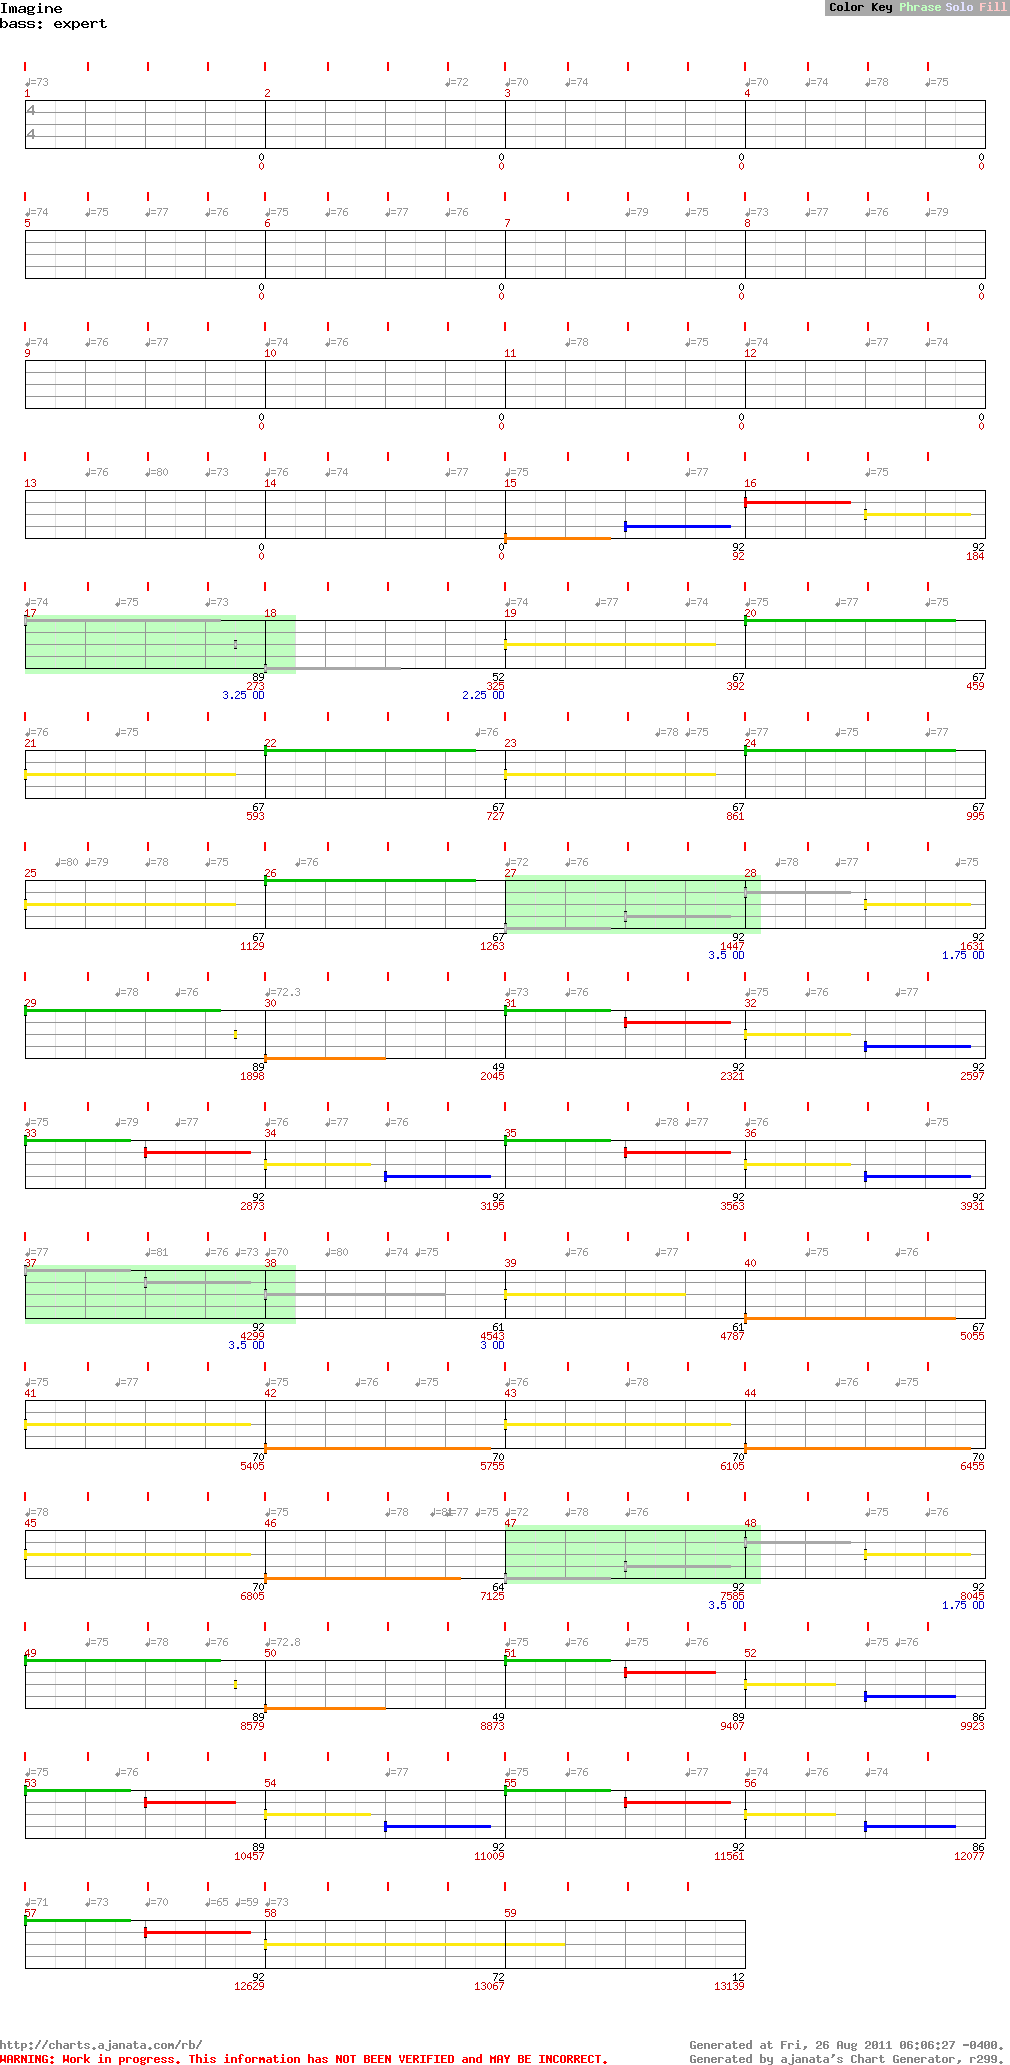 Imagine
Color Key Phrase Solo Fill
bass: expert
♩=73 ♩=72 ♩=70 ♩=74 ♩=70 ♩=74 ♩=78 ♩=75
1 2 3 4
4
4
0 0 0 0
0 0 0 0
♩=74 ♩=75 ♩=77 ♩=76 ♩=75 ♩=76 ♩=77 ♩=76 ♩=79 ♩=75 ♩=73 ♩=77 ♩=76 ♩=79
5 6 7 8
0 0 0 0
0 0 0 0
♩=74 ♩=76 ♩=77 ♩=74 ♩=76 ♩=78 ♩=75 ♩=74 ♩=77 ♩=74
9 10 11 12
0 0 0 0
0 0 0 0
♩=76 ♩=80 ♩=73 ♩=76 ♩=74 ♩=77 ♩=75 ♩=77 ♩=75
13 14 15 16
0 0 92 92
0 0 92 184
♩=74 ♩=75 ♩=73 ♩=74 ♩=77 ♩=74 ♩=75 ♩=77 ♩=75
17 18 19 20
89 52 67 67
273 325 392 459
3.25 OD 2.25 OD
♩=76 ♩=75 ♩=76 ♩=78 ♩=75 ♩=77 ♩=75 ♩=77
21 22 23 24
67 67 67 67
593 727 861 995
♩=80 ♩=79 ♩=78 ♩=75 ♩=76 ♩=72 ♩=76 ♩=78 ♩=77 ♩=75
25 26 27 28
67 67 92 92
1129 1263 1447 1631
3.5 OD 1.75 OD
♩=78 ♩=76 ♩=72.3 ♩=73 ♩=76 ♩=75 ♩=76 ♩=77
29 30 31 32
89 49 92 92
1898 2045 2321 2597
♩=75 ♩=79 ♩=77 ♩=76 ♩=77 ♩=76 ♩=78 ♩=77 ♩=76 ♩=75
33 34 35 36
92 92 92 92
2873 3195 3563 3931
♩=77 ♩=81 ♩=76 ♩=73 ♩=70 ♩=80 ♩=74 ♩=75 ♩=76 ♩=77 ♩=75 ♩=76
37 38 39 40
92 61 61 67
4299 4543 4787 5055
3.5 OD 3 OD
♩=75 ♩=77 ♩=75 ♩=76 ♩=75 ♩=76 ♩=78 ♩=76 ♩=75
41 42 43 44
70 70 70 70
5405 5755 6105 6455
♩=78 ♩=75 ♩=78 ♩=77 ♩=75 ♩=72 ♩=78 ♩=76 ♩=75 ♩=76
45 46 47 48
70 64 92 92
6805 7125 7585 8045
3.5 OD 1.75 OD
♩=75 ♩=78 ♩=76 ♩=72.8 ♩=75 ♩=76 ♩=75 ♩=76 ♩=75 ♩=76
49 50 51 52
89 49 89 86
8579 8873 9407 9923
♩=75 ♩=76 ♩=77 ♩=75 ♩=76 ♩=77 ♩=74 ♩=76 ♩=74
53 54 55 56
89 92 92 86
10457 11009 11561 12077
♩=71 ♩=73 ♩=70 ♩=65 ♩=59 ♩=73
57 58 59
92 72 12
12629 13067 13139
http://charts.ajanata.com/rb/
Generated at Fri, 26 Aug 2011 06:06:27 -0400.
WARNING: Work in progress. This information has NOT BEEN VERIFIED and MAY BE INCORRECT.
Generated by ajanata's Chart Generator, r299.